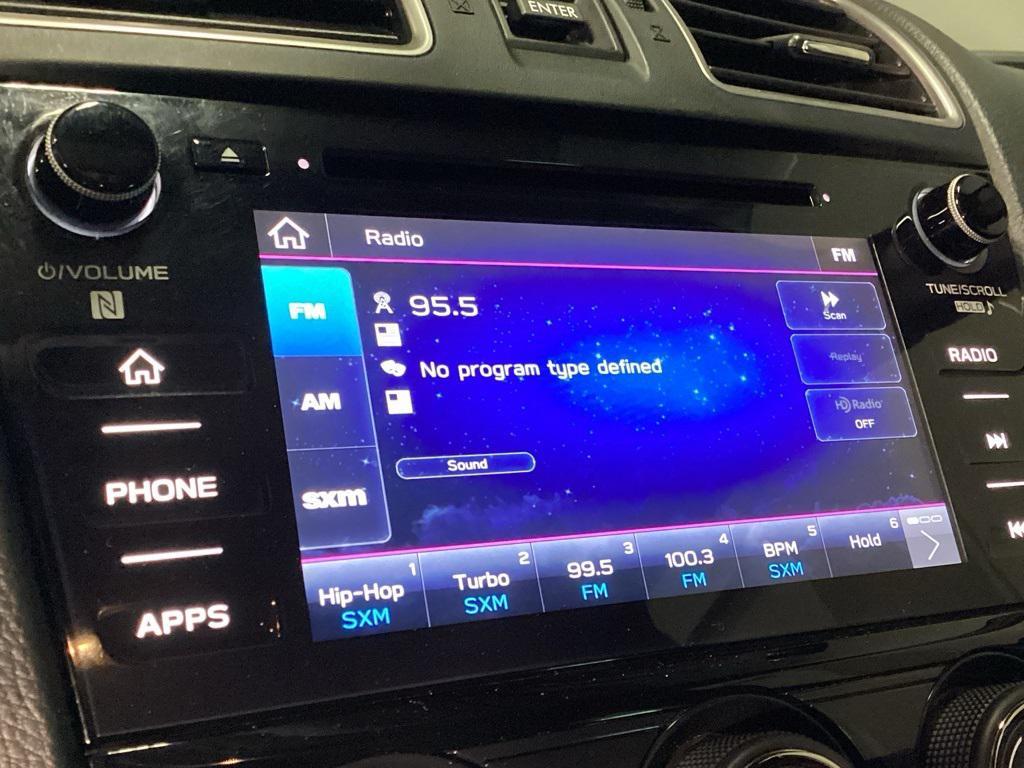 ENTER
⏻/VOLUME
N
PHONE
APPS
Radio
FM
FM
AM
sxm
95.5
No program type defined
Sound
Scan
Replay
HD Radio
OFF
1
Hip-Hop
SXM
2
Turbo
SXM
3
99.5
FM
4
100.3
FM
5
BPM
SXM
6
Hold
TUNE/SCROLL
HOLD
RADIO